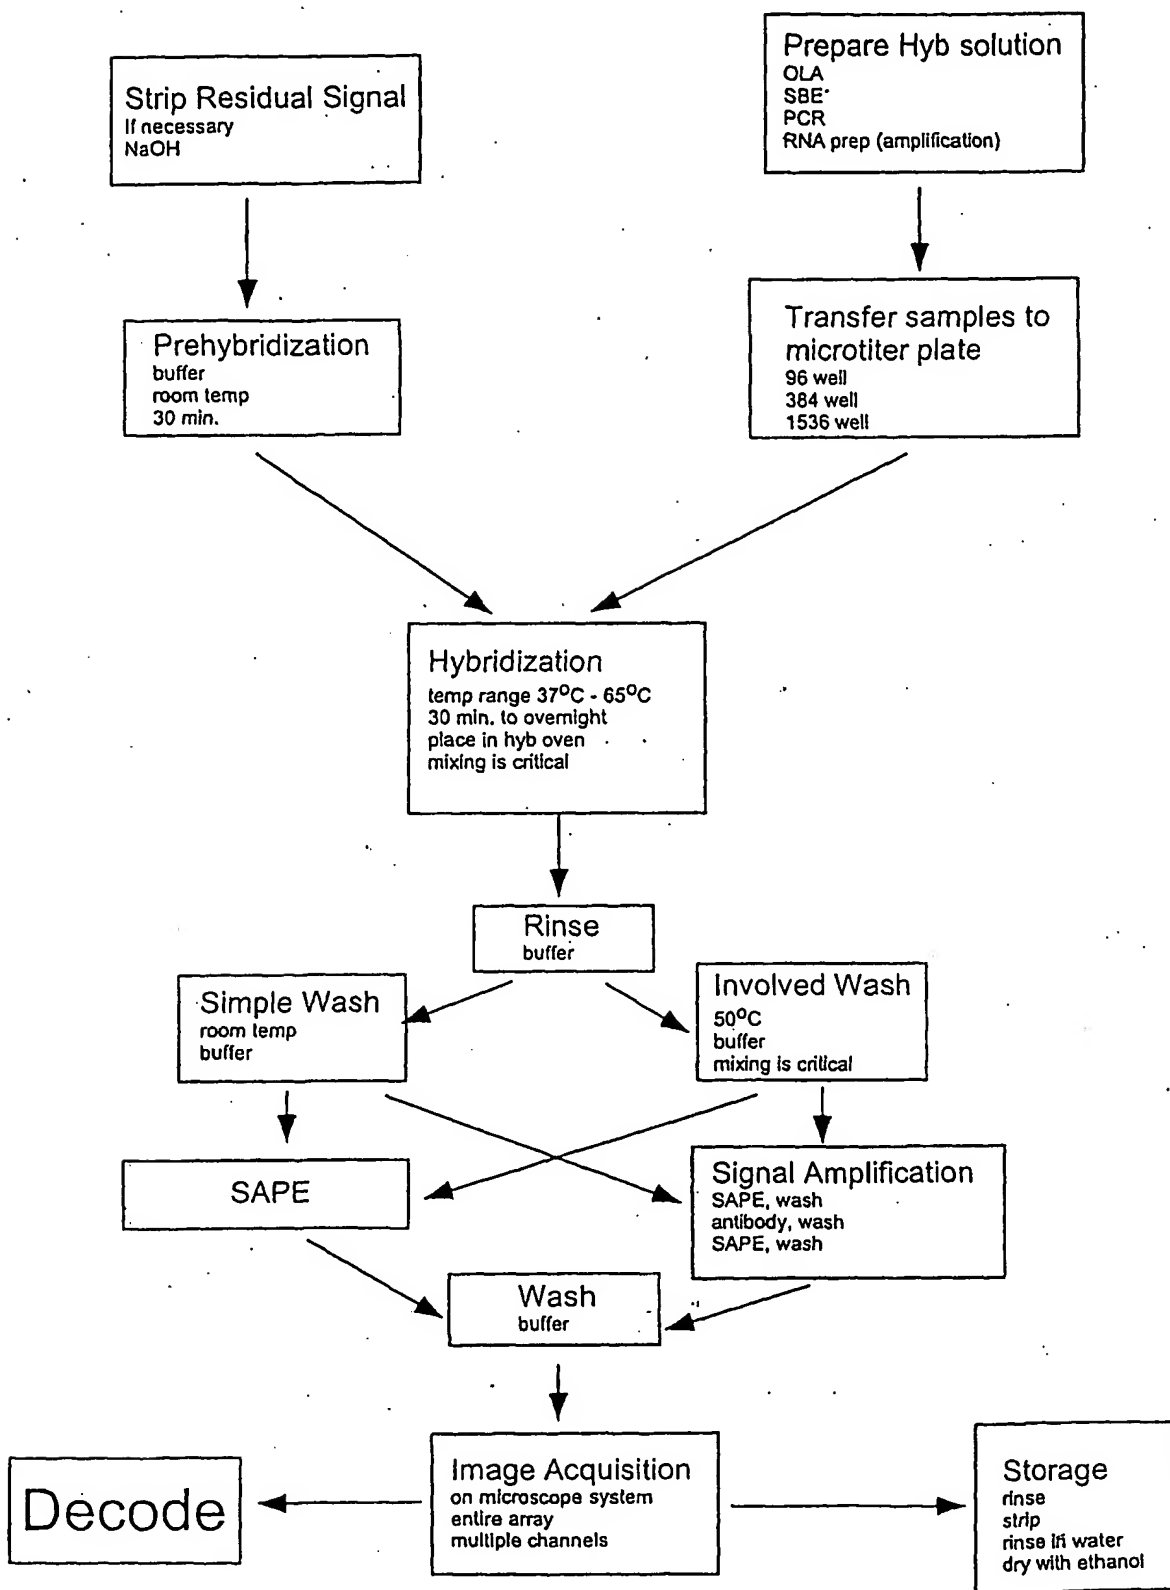 Strip Residual Signal
If necessary
NaOH
Prepare Hyb solution
OLA
SBE
PCR
RNA prep (amplification)
Prehybridization
buffer
room temp
30 min.
Transfer samples to
microtiter plate
96 well
384 well
1536 well
Hybridization
temp range 37°C - 65°C
30 min. to overnight
place in hyb oven
mixing is critical
Rinse
buffer
Simple Wash
room temp
buffer
Involved Wash
50°C
buffer
mixing is critical
SAPE
Signal Amplification
SAPE, wash
antibody, wash
SAPE, wash
Wash
buffer
Decode
Image Acquisition
on microscope system
entire array
multiple channels
Storage
rinse
strip
rinse in water
dry with ethanol